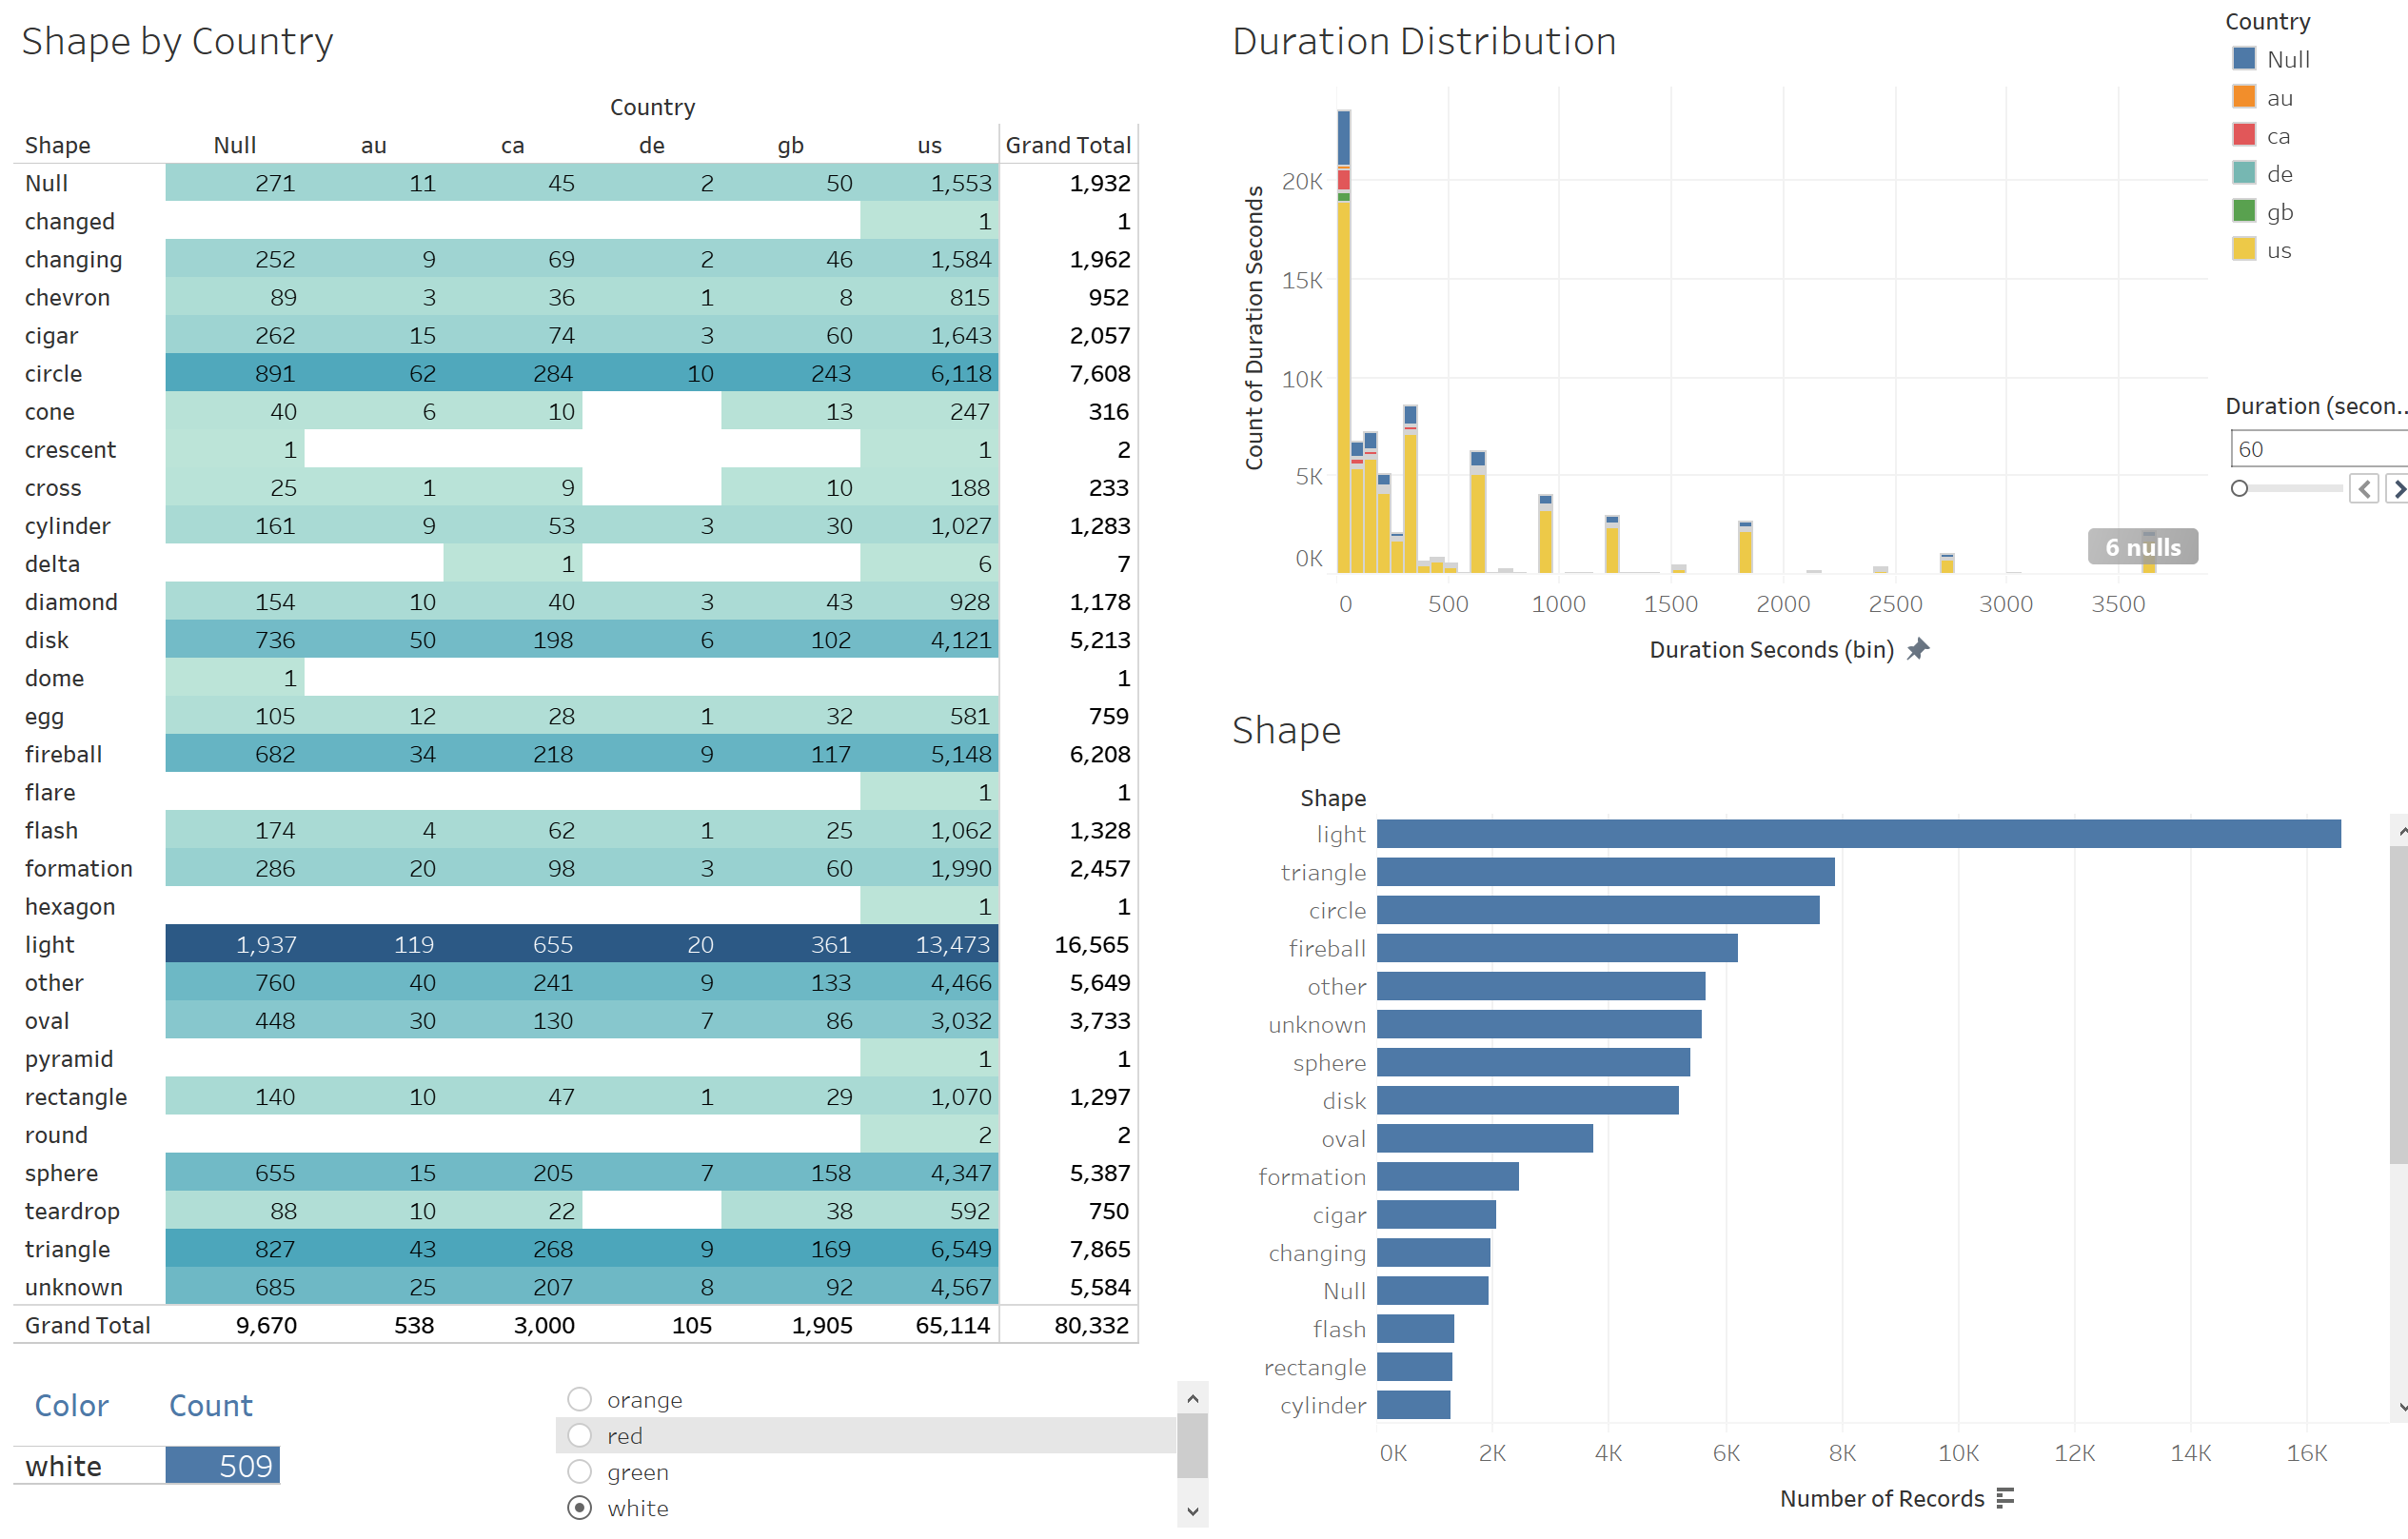 Shape by Country
Country
Shape Null au ca de gb us Grand Total
Null 271 11 45 2 50 1,553 1,932
changed 1 1
changing 252 9 69 2 46 1,584 1,962
chevron 89 3 36 1 8 815 952
cigar 262 15 74 3 60 1,643 2,057
circle 891 62 284 10 243 6,118 7,608
cone 40 6 10 13 247 316
crescent 1 1 2
cross 25 1 9 10 188 233
cylinder 161 9 53 3 30 1,027 1,283
delta 1 6 7
diamond 154 10 40 3 43 928 1,178
disk 736 50 198 6 102 4,121 5,213
dome 1 1
egg 105 12 28 1 32 581 759
fireball 682 34 218 9 117 5,148 6,208
flare 1 1
flash 174 4 62 1 25 1,062 1,328
formation 286 20 98 3 60 1,990 2,457
hexagon 1 1
light 1,937 119 655 20 361 13,473 16,565
other 760 40 241 9 133 4,466 5,649
oval 448 30 130 7 86 3,032 3,733
pyramid 1 1
rectangle 140 10 47 1 29 1,070 1,297
round 2 2
sphere 655 15 205 7 158 4,347 5,387
teardrop 88 10 22 38 592 750
triangle 827 43 268 9 169 6,549 7,865
unknown 685 25 207 8 92 4,567 5,584
Grand Total 9,670 538 3,000 105 1,905 65,114 80,332
Color Count
white 509
orange
red
green
white
Duration Distribution
Count of Duration Seconds
20K
15K
10K
5K
0K
6 nulls
0 500 1000 1500 2000 2500 3000 3500
Duration Seconds (bin)
Country
Null
au
ca
de
gb
us
Duration (secon..
60
Shape
Shape
light
triangle
circle
fireball
other
unknown
sphere
disk
oval
formation
cigar
changing
Null
flash
rectangle
cylinder
0K 2K 4K 6K 8K 10K 12K 14K 16K
Number of Records